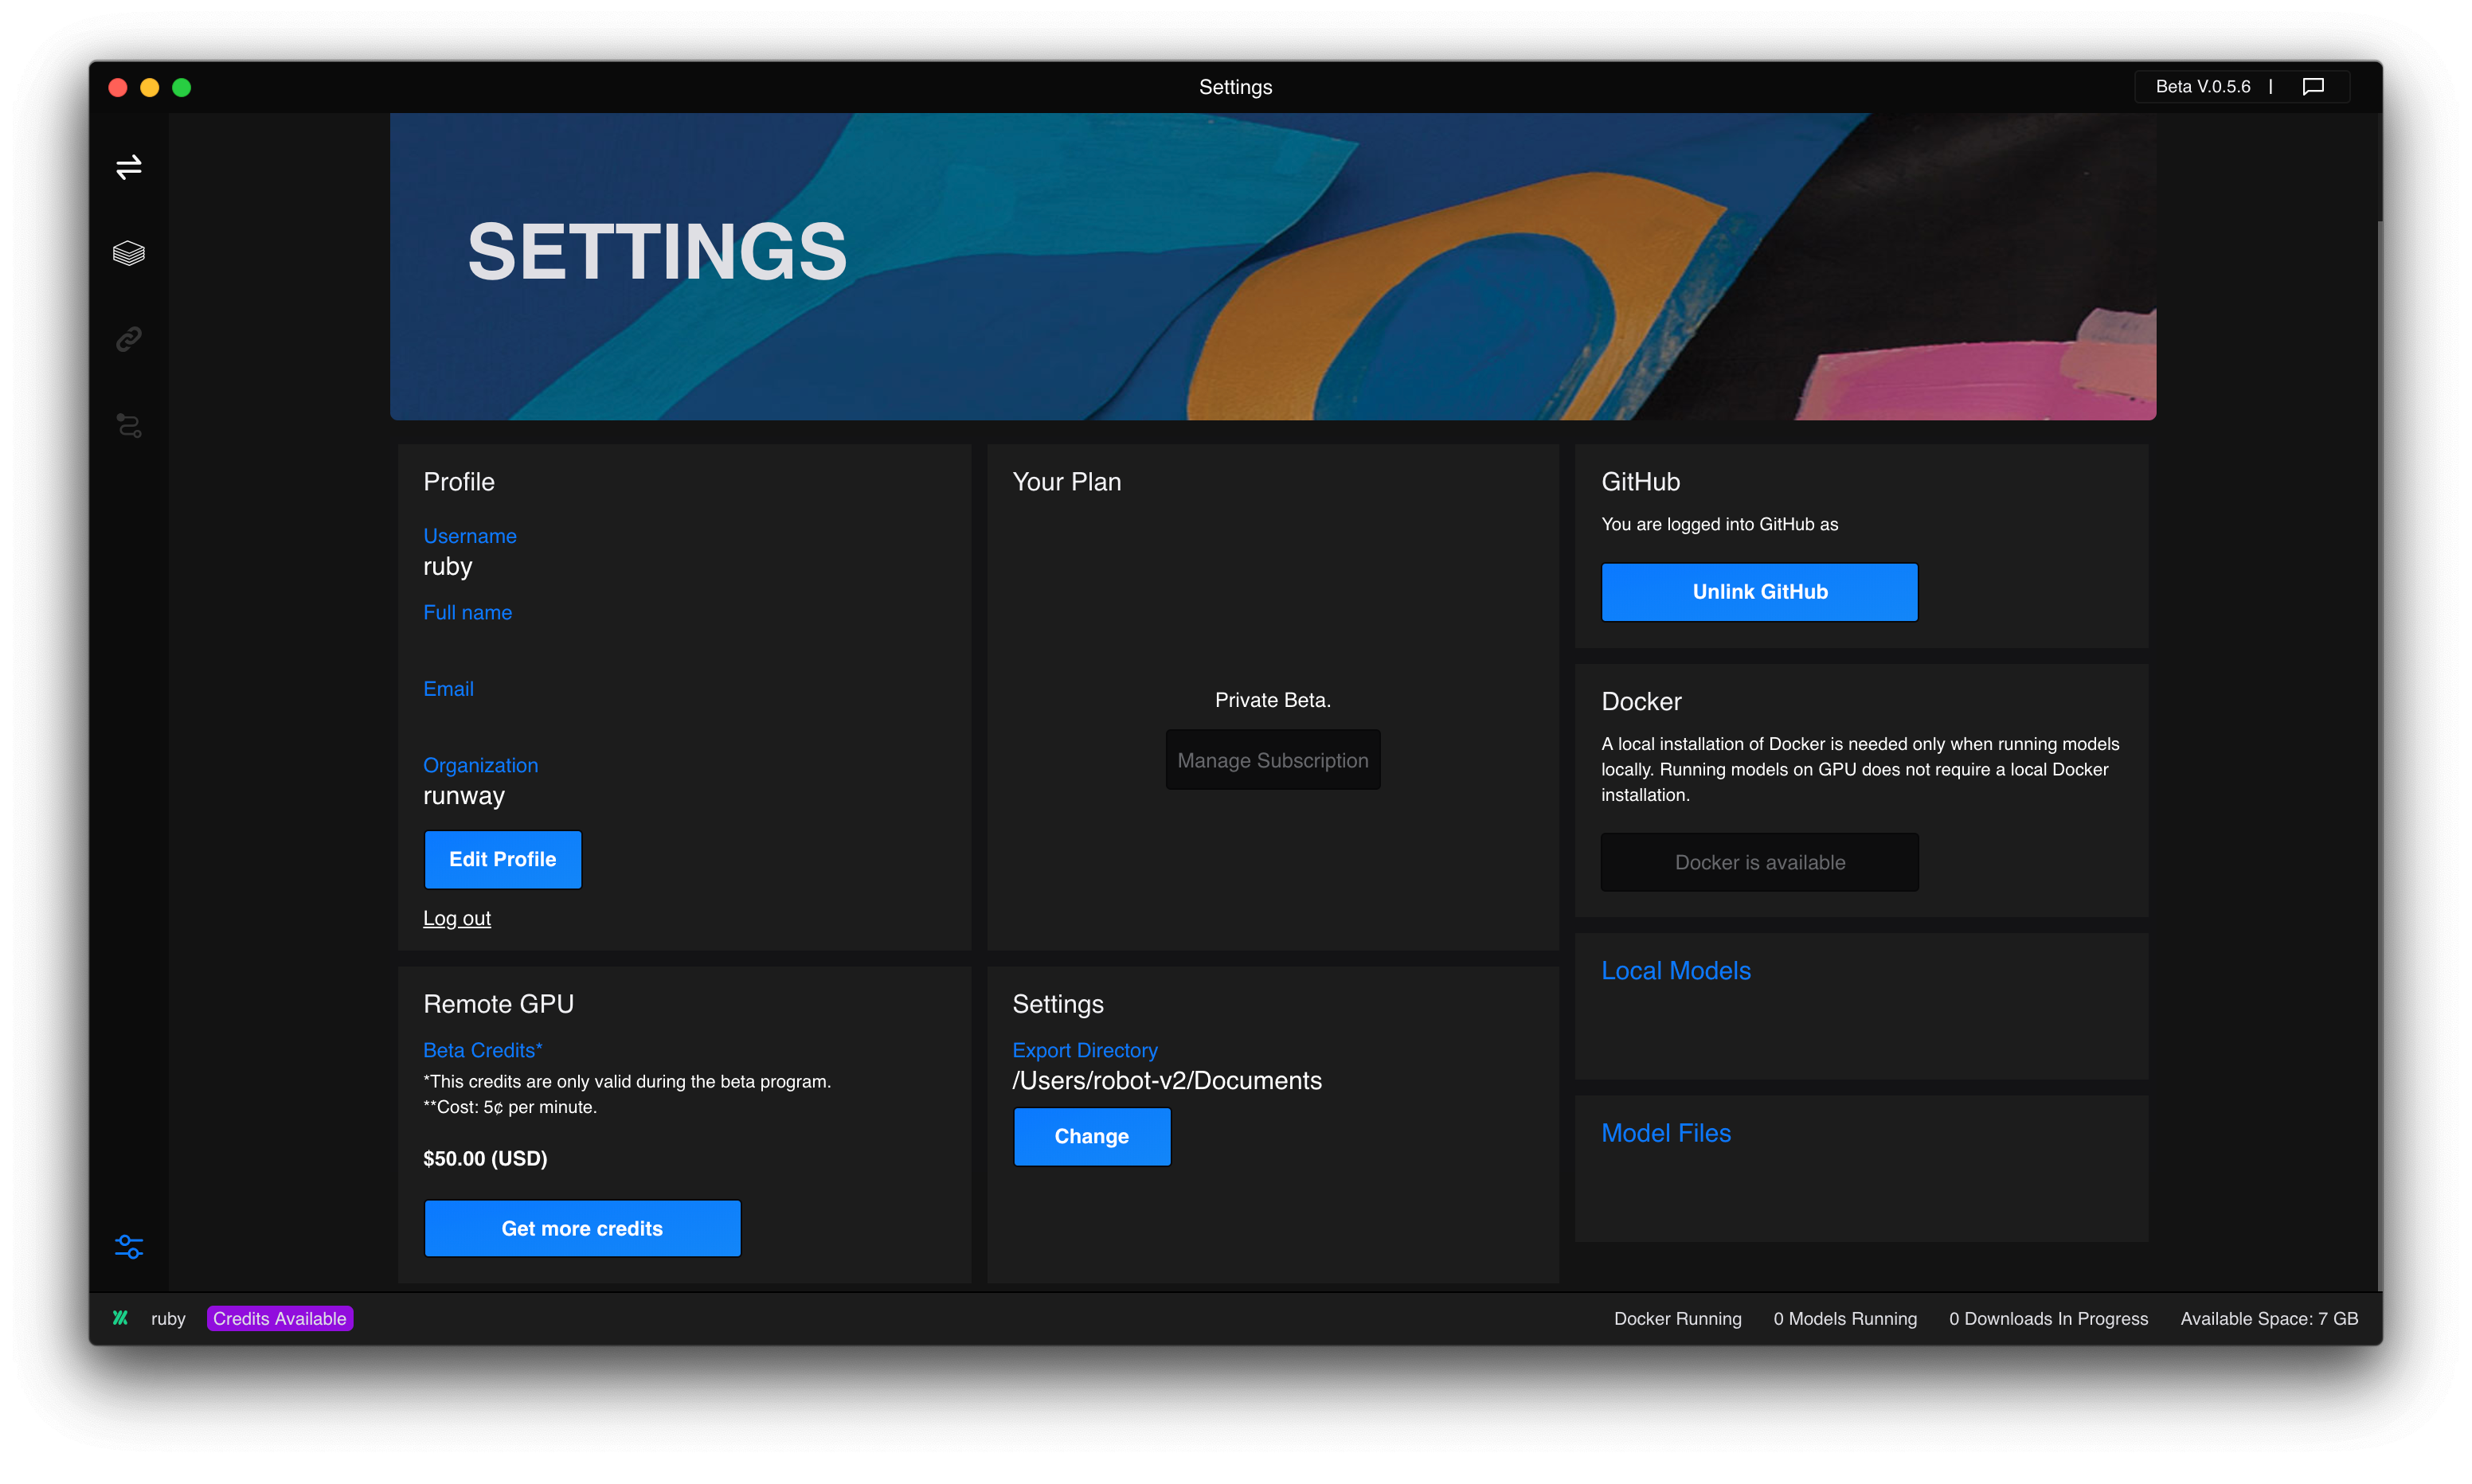 Settings
Beta V.0.5.6 |
SETTINGS
Profile
Username
ruby
Full name
Email
Organization
runway
Edit Profile
Log out
Your Plan
Private Beta.
Manage Subscription
GitHub
You are logged into GitHub as
Unlink GitHub
Docker
A local installation of Docker is needed only when running models
locally. Running models on GPU does not require a local Docker
installation.
Docker is available
Remote GPU
Beta Credits*
*This credits are only valid during the beta program.
**Cost: 5¢ per minute.
$50.00 (USD)
Get more credits
Settings
Export Directory
/Users/robot-v2/Documents
Change
Local Models
Model Files
ruby
Credits Available
Docker Running
0 Models Running
0 Downloads In Progress
Available Space: 7 GB